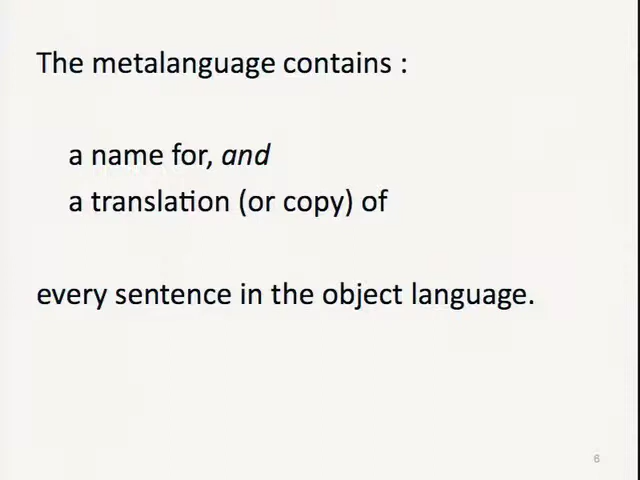 The metalanguage contains :
a name for, and
a translation (or copy) of
every sentence in the object language.
6